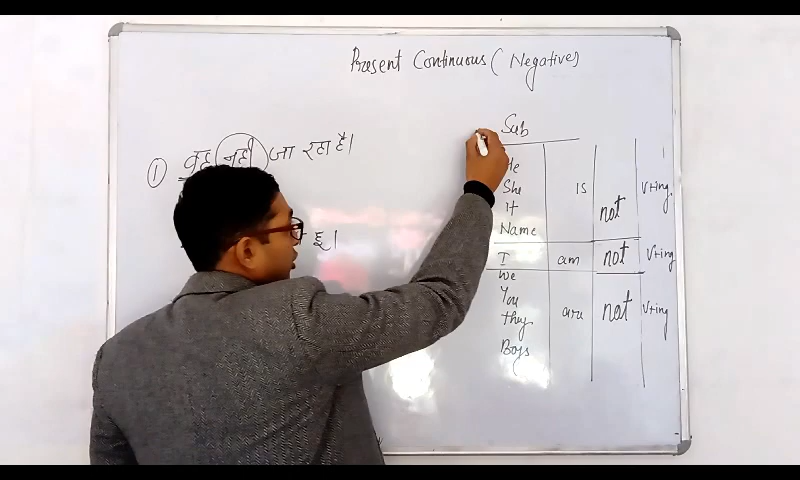 Present Continuous (Negative)
Sub
① वह नहीं जा रहा है।
He
She is not V+ing
It
Name
हूं।
I am not V+ing
We
You
They are not V+ing
Boys